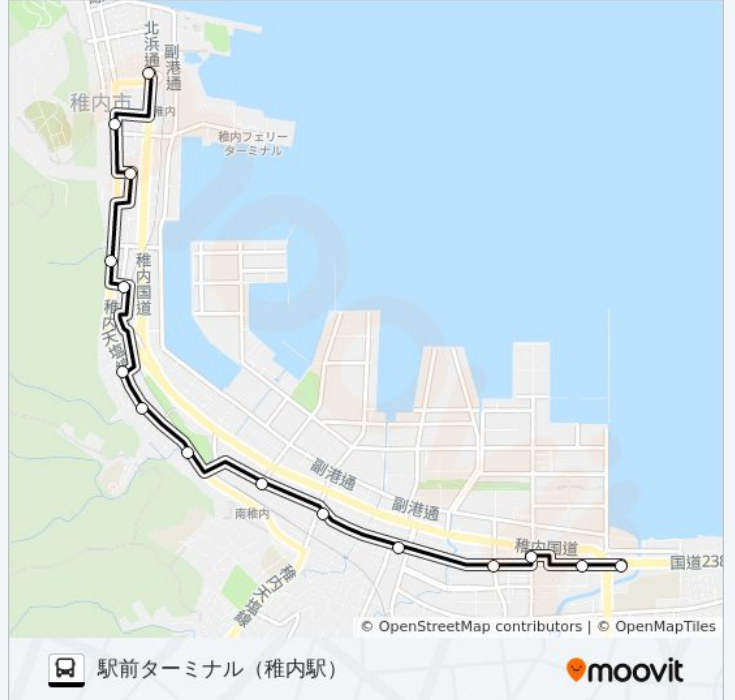 北浜通
副港通
稚内市
稚内
稚内フェリー
ターミナル
稚内国道
稚内天塩線
副港通
副港通
南稚内
稚内国道
国道238
稚内天塩線
© OpenStreetMap contributors | © OpenMapTiles
駅前ターミナル（稚内駅）
moovit